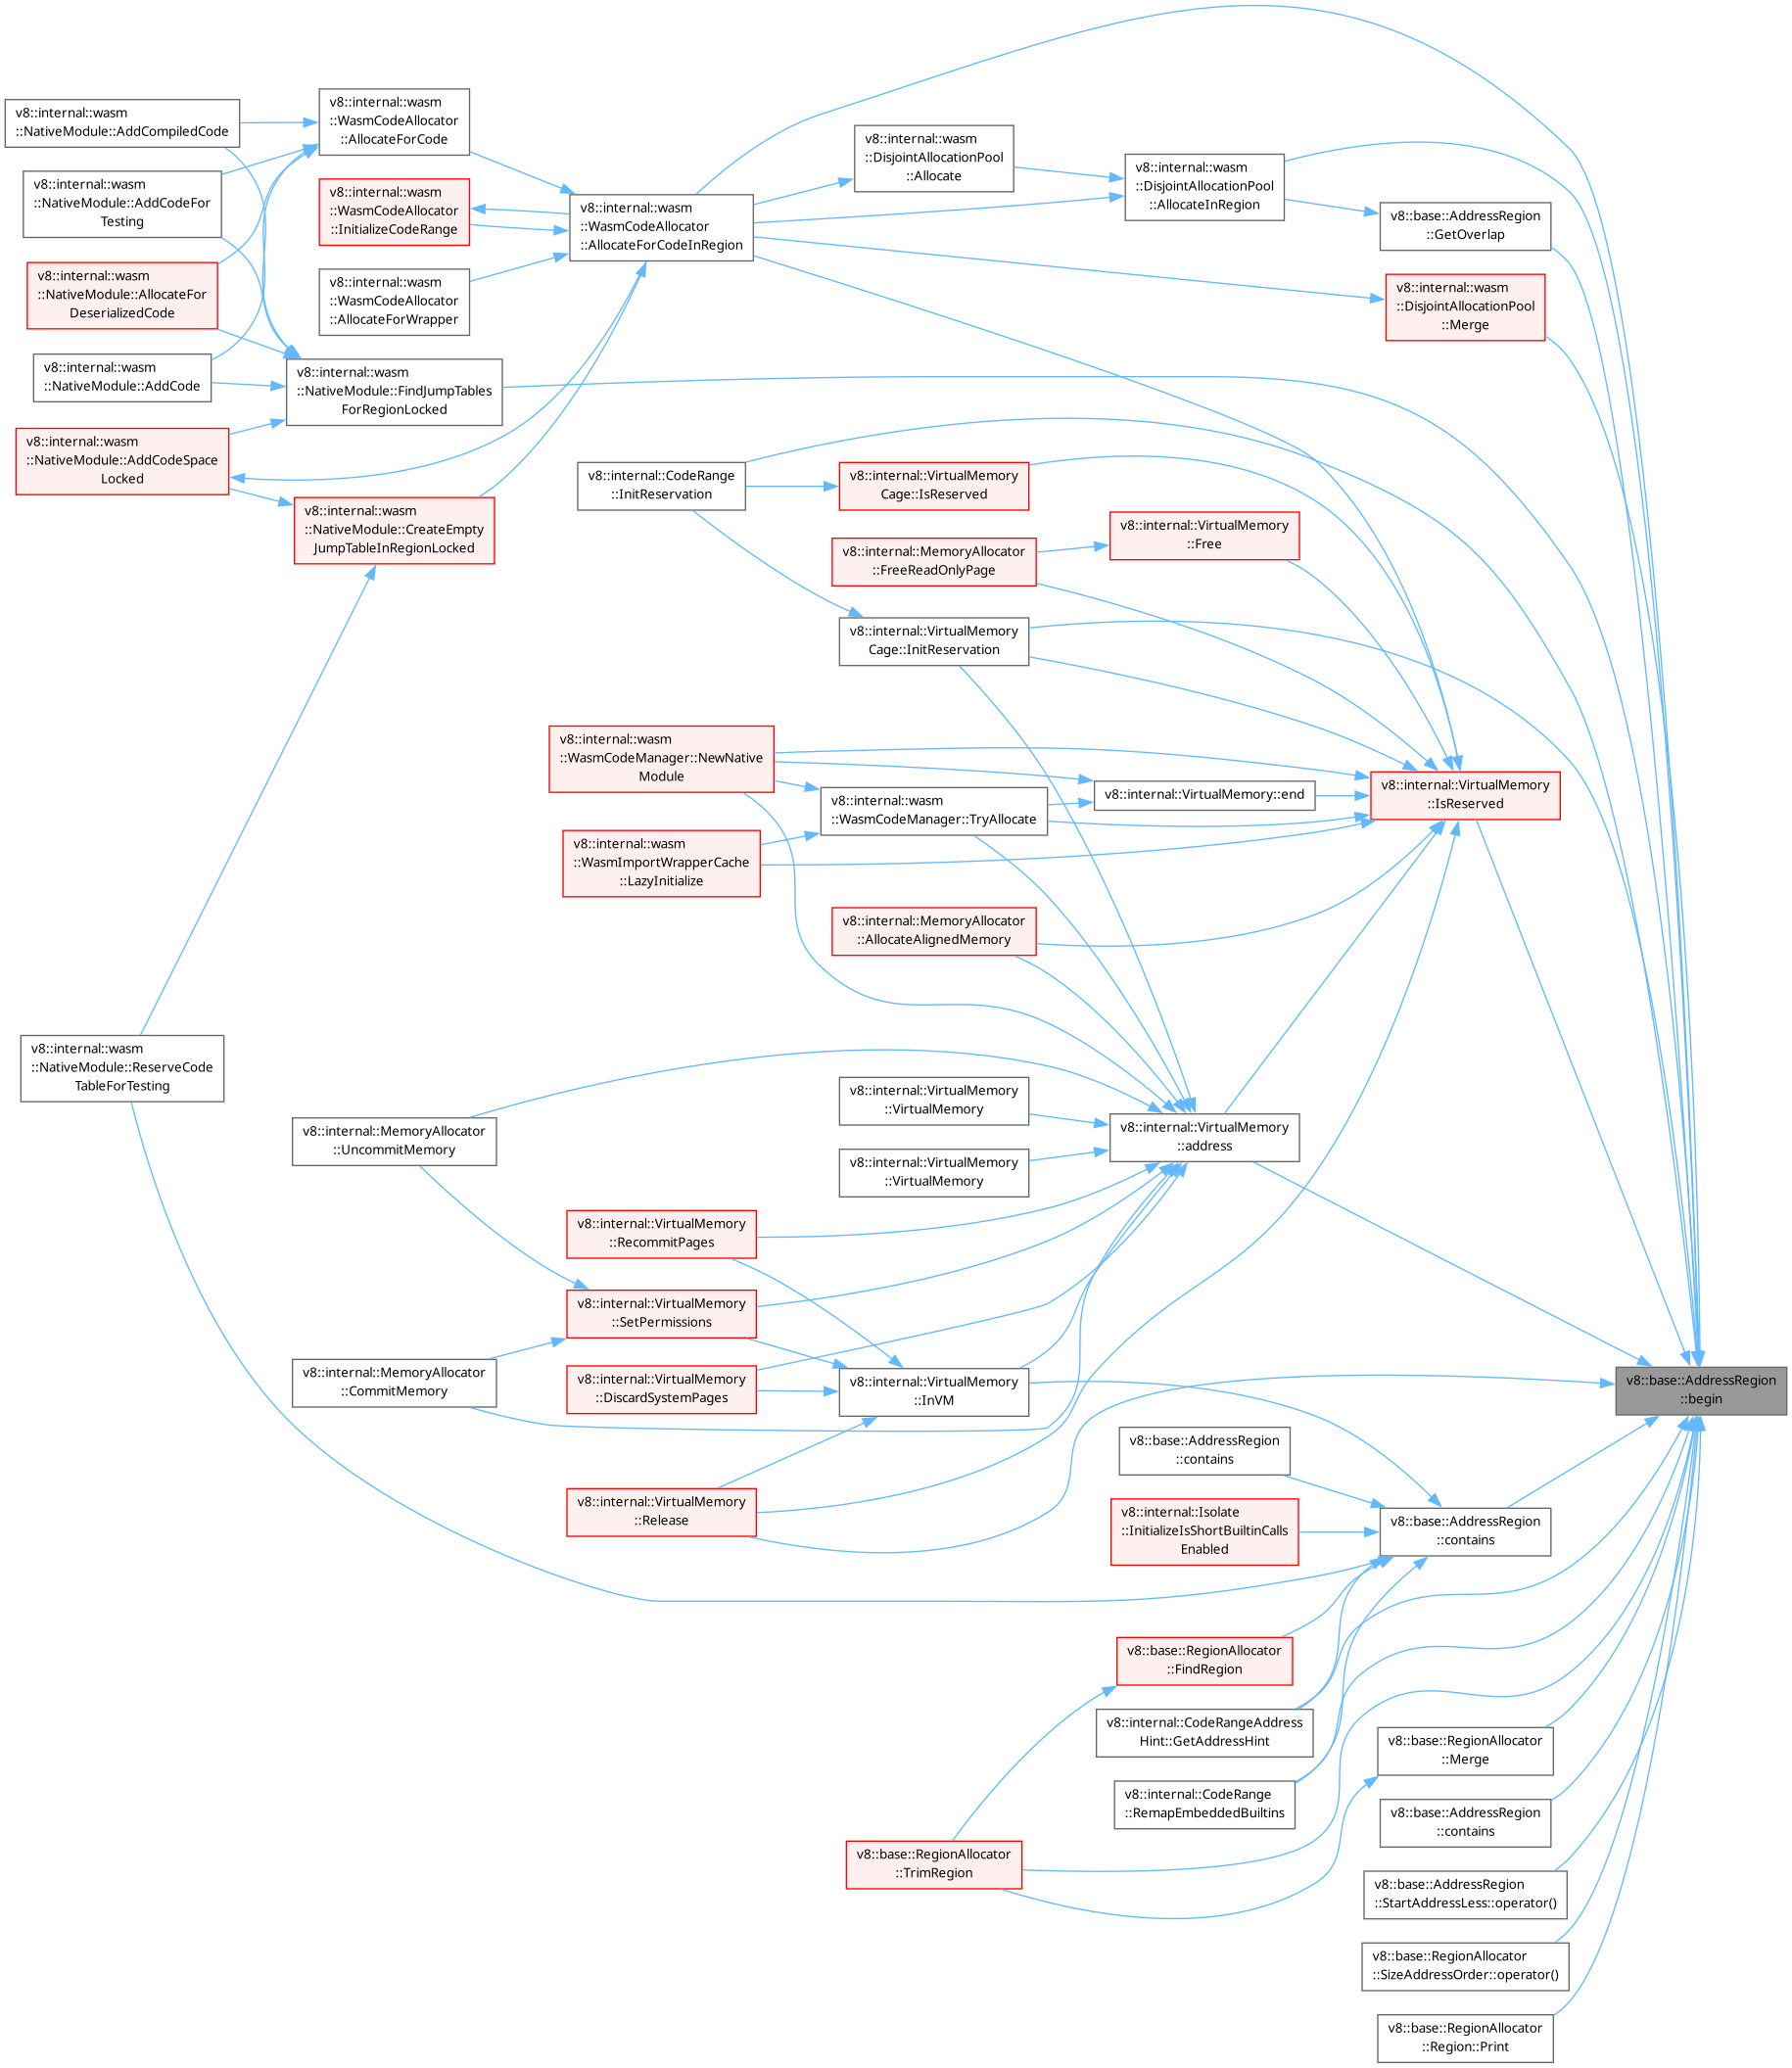 v8::internal::wasm
::NativeModule::AddCompiledCode
v8::internal::wasm
::NativeModule::AddCodeFor
Testing
v8::internal::wasm
::NativeModule::AllocateFor
DeserializedCode
v8::internal::wasm
::NativeModule::AddCode
v8::internal::wasm
::NativeModule::AddCodeSpace
Locked
v8::internal::wasm
::NativeModule::ReserveCode
TableForTesting
v8::internal::wasm
::WasmCodeAllocator
::AllocateForCode
v8::internal::wasm
::WasmCodeAllocator
::InitializeCodeRange
v8::internal::wasm
::WasmCodeAllocator
::AllocateForWrapper
v8::internal::wasm
::NativeModule::FindJumpTables
ForRegionLocked
v8::internal::wasm
::NativeModule::CreateEmpty
JumpTableInRegionLocked
v8::internal::MemoryAllocator
::UncommitMemory
v8::internal::MemoryAllocator
::CommitMemory
v8::internal::wasm
::WasmCodeAllocator
::AllocateForCodeInRegion
v8::internal::CodeRange
::InitReservation
v8::internal::wasm
::WasmCodeManager::NewNative
Module
v8::internal::wasm
::WasmImportWrapperCache
::LazyInitialize
v8::internal::VirtualMemory
::RecommitPages
v8::internal::VirtualMemory
::SetPermissions
v8::internal::VirtualMemory
::DiscardSystemPages
v8::internal::VirtualMemory
::Release
v8::internal::wasm
::DisjointAllocationPool
::Allocate
v8::internal::VirtualMemory
Cage::IsReserved
v8::internal::MemoryAllocator
::FreeReadOnlyPage
v8::internal::VirtualMemory
Cage::InitReservation
v8::internal::wasm
::WasmCodeManager::TryAllocate
v8::internal::MemoryAllocator
::AllocateAlignedMemory
v8::internal::VirtualMemory
::VirtualMemory
v8::internal::VirtualMemory
::VirtualMemory
v8::internal::VirtualMemory
::InVM
v8::base::RegionAllocator
::TrimRegion
v8::internal::wasm
::DisjointAllocationPool
::AllocateInRegion
v8::internal::VirtualMemory
::Free
v8::internal::VirtualMemory::end
v8::internal::VirtualMemory
::address
v8::base::AddressRegion
::contains
v8::internal::Isolate
::InitializeIsShortBuiltinCalls
Enabled
v8::base::RegionAllocator
::FindRegion
v8::internal::CodeRangeAddress
Hint::GetAddressHint
v8::internal::CodeRange
::RemapEmbeddedBuiltins
v8::base::AddressRegion
::GetOverlap
v8::internal::wasm
::DisjointAllocationPool
::Merge
v8::internal::VirtualMemory
::IsReserved
v8::base::AddressRegion
::contains
v8::base::RegionAllocator
::Merge
v8::base::AddressRegion
::contains
v8::base::AddressRegion
::StartAddressLess::operator()
v8::base::RegionAllocator
::SizeAddressOrder::operator()
v8::base::RegionAllocator
::Region::Print
v8::base::AddressRegion
::begin